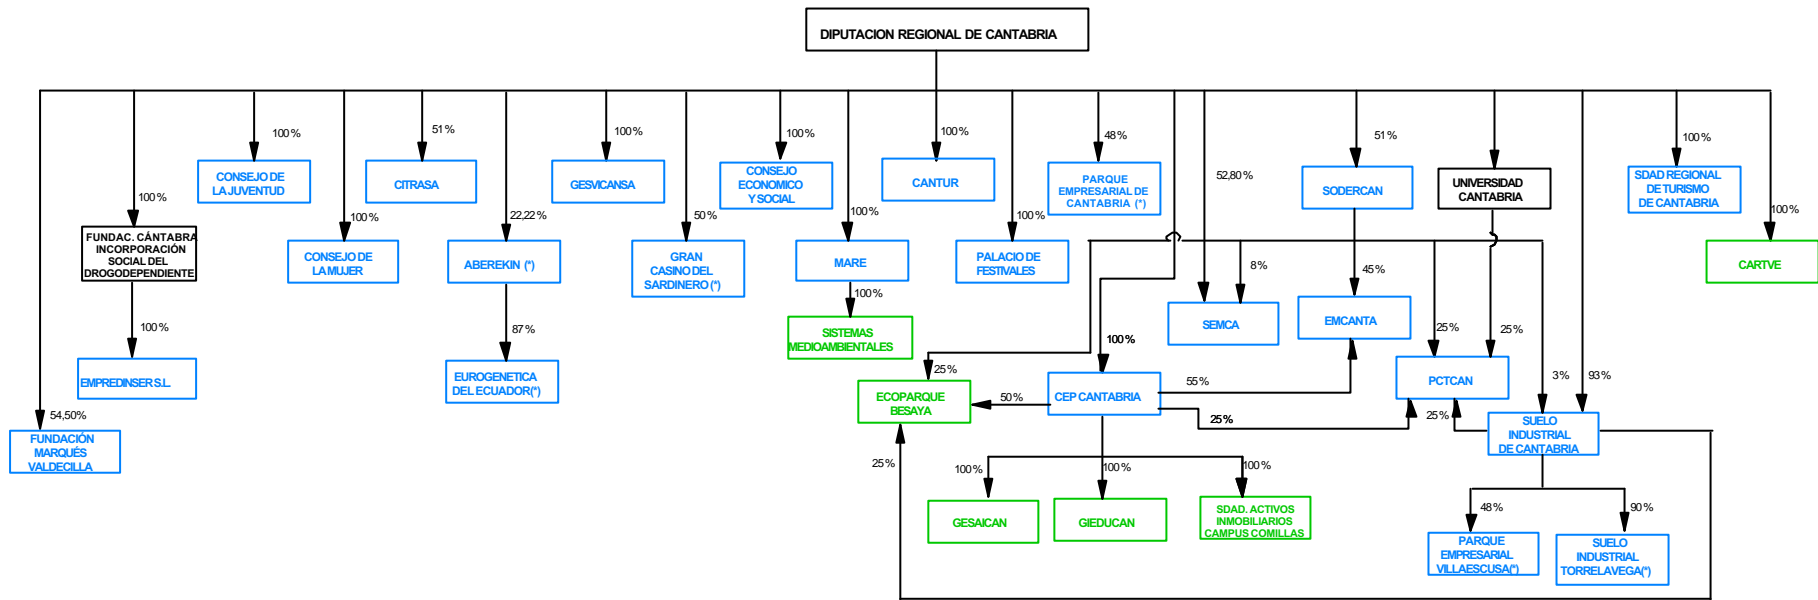 DIPUTACION REGIONAL DE CANTABRIA
100%
51%
100%
100%
100%
48%
51%
100%
CONSEJO DE
LA JUVENTUD
CITRASA
GESVICANSA
CONSEJO
ECONOMICO
Y SOCIAL
CANTUR
PARQUE
EMPRESARIAL DE
CANTABRIA (*)
SODERCAN
UNIVERSIDAD
CANTABRIA
SDAD REGIONAL
DE TURISMO
DE CANTABRIA
100%
100%
22,22%
50%
100%
100%
52,80%
100%
FUNDAC. CÁNTABRA
INCORPORACIÓN
SOCIAL DEL
DROGODEPENDIENTE
CONSEJO DE
LA MUJER
ABEREKIN (*)
GRAN
CASINO DEL
SARDINERO (*)
MARE
PALACIO DE
FESTIVALES
CARTVE
8%
45%
100%
SEMCA
EMCANTA
100%
87%
SISTEMAS
MEDIOAMBIENTALES
100%
25%
25%
EMPREDINSER S.L.
EUROGENETICA
DEL ECUADOR(*)
25%
ECOPARQUE
BESAYA
50%
CEP CANTABRIA
55%
25%
PCTCAN
3%
93%
25%
54,50%
FUNDACIÓN
MARQUÉS
VALDECILLA
SUELO
INDUSTRIAL
DE CANTABRIA
25%
100%
100%
100%
GESAICAN
GIEDUCAN
SDAD. ACTIVOS
INMOBILIARIOS
CAMPUS COMILLAS
48%
90%
PARQUE
EMPRESARIAL
VILLAESCUSA(*)
SUELO
INDUSTRIAL
TORRELAVEGA(*)